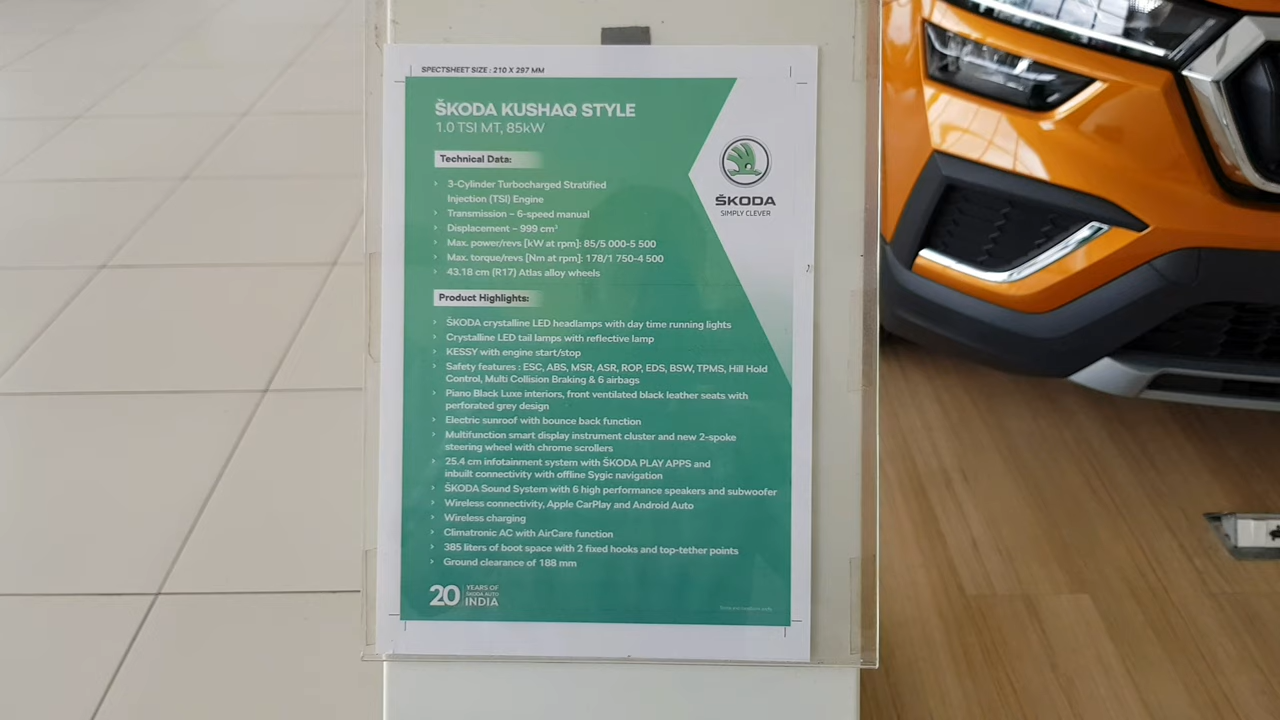 SPECTSHEET SIZE : 210 X 297 MM
ŠKODA KUSHAQ STYLE
1.0 TSI MT, 85kW
Technical Data:
› 3-Cylinder Turbocharged Stratified
Injection (TSI) Engine
› Transmission – 6-speed manual
› Displacement – 999 cm³
› Max. power/revs [kW at rpm]: 85/5 000-5 500
› Max. torque/revs [Nm at rpm]: 178/1 750-4 500
› 43.18 cm (R17) Atlas alloy wheels
ŠKODA
SIMPLY CLEVER
Product Highlights:
› ŠKODA crystalline LED headlamps with day time running lights
› Crystalline LED tail lamps with reflective lamp
› KESSY with engine start/stop
› Safety features : ESC, ABS, MSR, ASR, ROP, EDS, BSW, TPMS, Hill Hold
Control, Multi Collision Braking & 6 airbags
› Piano Black Luxe interiors, front ventilated black leather seats with
perforated grey design
› Electric sunroof with bounce back function
› Multifunction smart display instrument cluster and new 2-spoke
steering wheel with chrome scrollers
› 25.4 cm infotainment system with ŠKODA PLAY APPS and
inbuilt connectivity with offline Sygic navigation
› ŠKODA Sound System with 6 high performance speakers and subwoofer
› Wireless connectivity, Apple CarPlay and Android Auto
› Wireless charging
› Climatronic AC with AirCare function
› 385 liters of boot space with 2 fixed hooks and top-tether points
› Ground clearance of 188 mm
20 YEARS OF
ŠKODA AUTO
INDIA